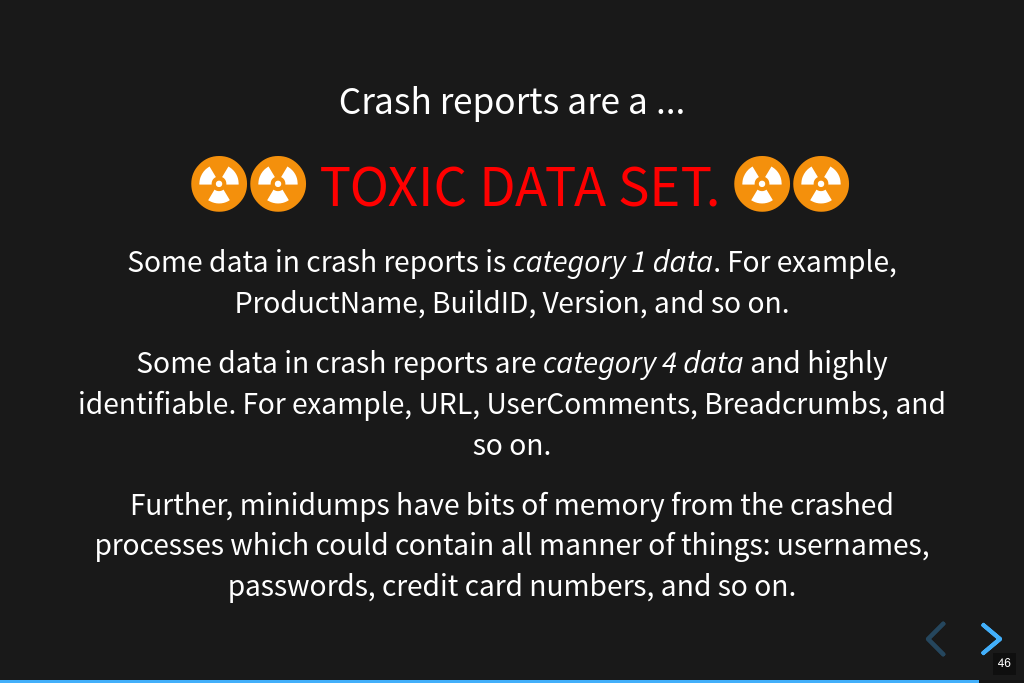 Crash reports are a ...
☢☢ TOXIC DATA SET. ☢☢
Some data in crash reports is category 1 data. For example,
ProductName, BuildID, Version, and so on.
Some data in crash reports are category 4 data and highly
identifiable. For example, URL, UserComments, Breadcrumbs, and
so on.
Further, minidumps have bits of memory from the crashed
processes which could contain all manner of things: usernames,
passwords, credit card numbers, and so on.
46